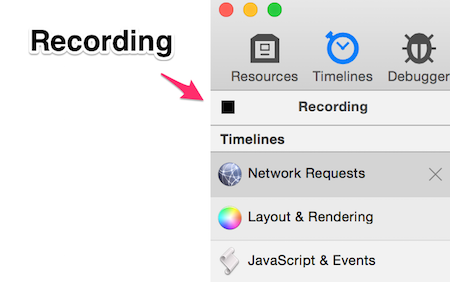 Recording
Resources Timelines Debugger
Recording
Timelines
Network Requests
Layout & Rendering
JavaScript & Events